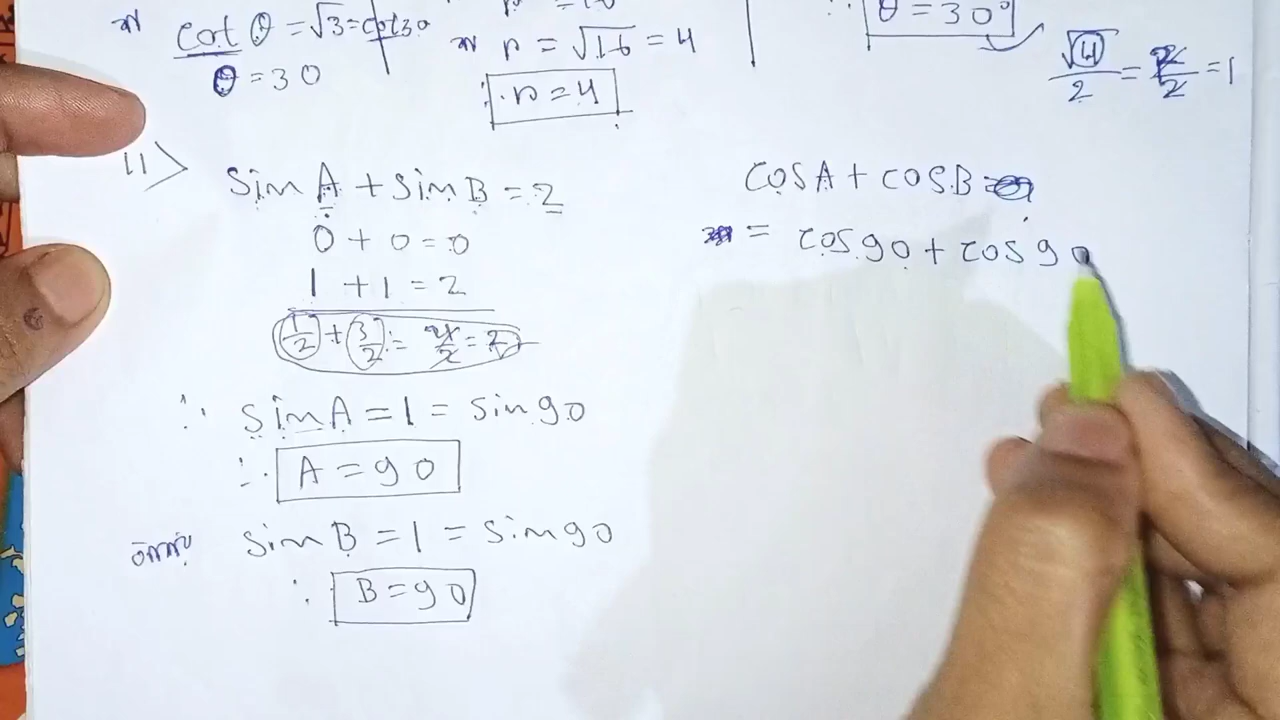 cot θ = √3 = cot30
θ = 30
r = √16 = 4
∴ r = 4
θ = 30°
√4/2 = 2/2 = 1
11>
sin A + sin B = 2
0 + 0 = 0
1 + 1 = 2
1/2 + 3/2 = 4/2 = 2
∴ sin A = 1 = sin 90
∴ A = 90
sin B = 1 = sin 90
∴ B = 90
cos A + cos B
= cos 90 + cos 90